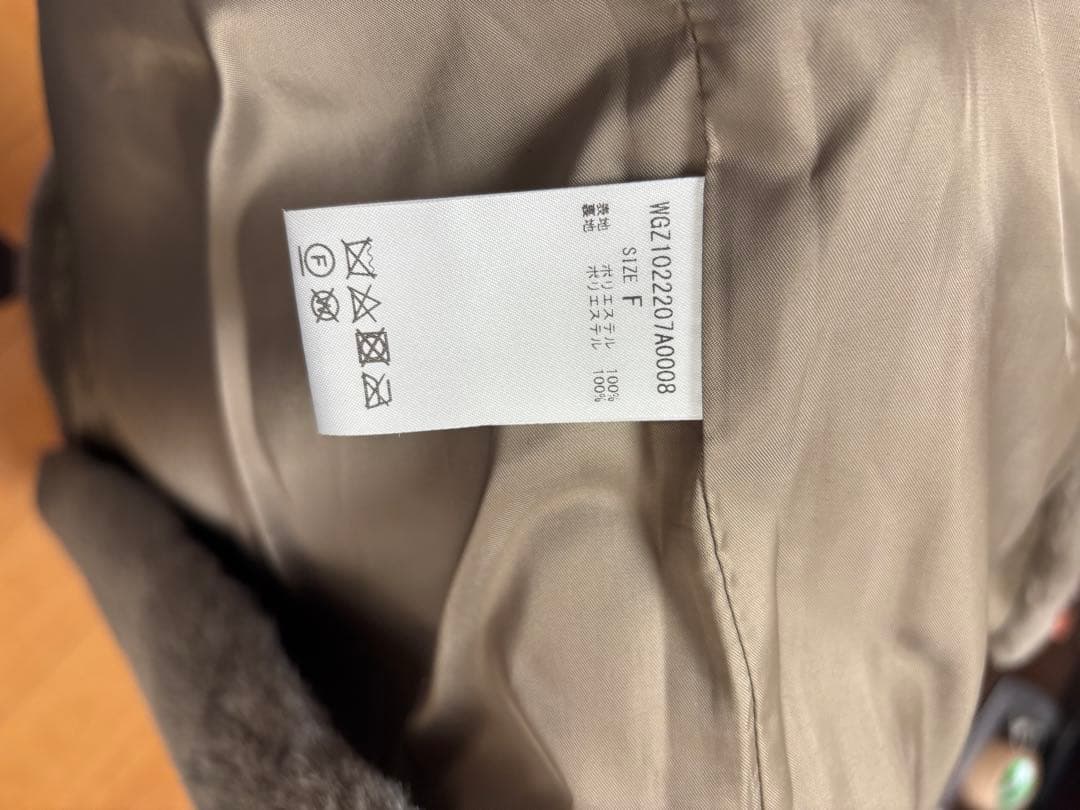 WGZ1022207A0008
SIZE F
表地 ポリエステル 100%
裏地 ポリエステル 100%
F
W